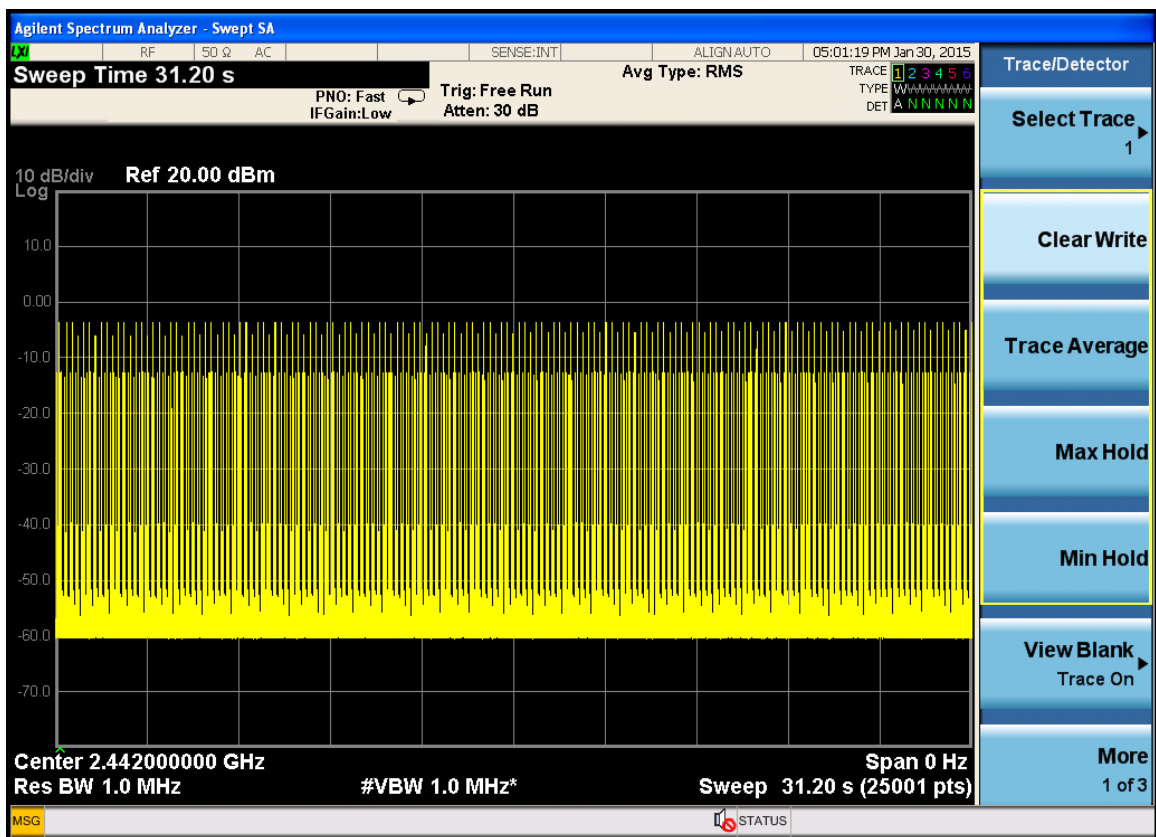 Agilent Spectrum Analyzer - Swept SA
LXI RF 50 Ω AC SENSE:INT ALIGN AUTO 05:01:19 PM Jan 30, 2015
Sweep Time 31.20 s
PNO: Fast
IFGain:Low
Trig: Free Run
Atten: 30 dB
Avg Type: RMS
TRACE 1 2 3 4 5 6
TYPE WWWWWW
DET A N N N N N
10 dB/div Ref 20.00 dBm
Log
10.0
0.00
-10.0
-20.0
-30.0
-40.0
-50.0
-60.0
-70.0
Center 2.442000000 GHz Span 0 Hz
Res BW 1.0 MHz #VBW 1.0 MHz* Sweep 31.20 s (25001 pts)
MSG STATUS
Trace/Detector
Select Trace
1
Clear Write
Trace Average
Max Hold
Min Hold
View Blank
Trace On
More
1 of 3